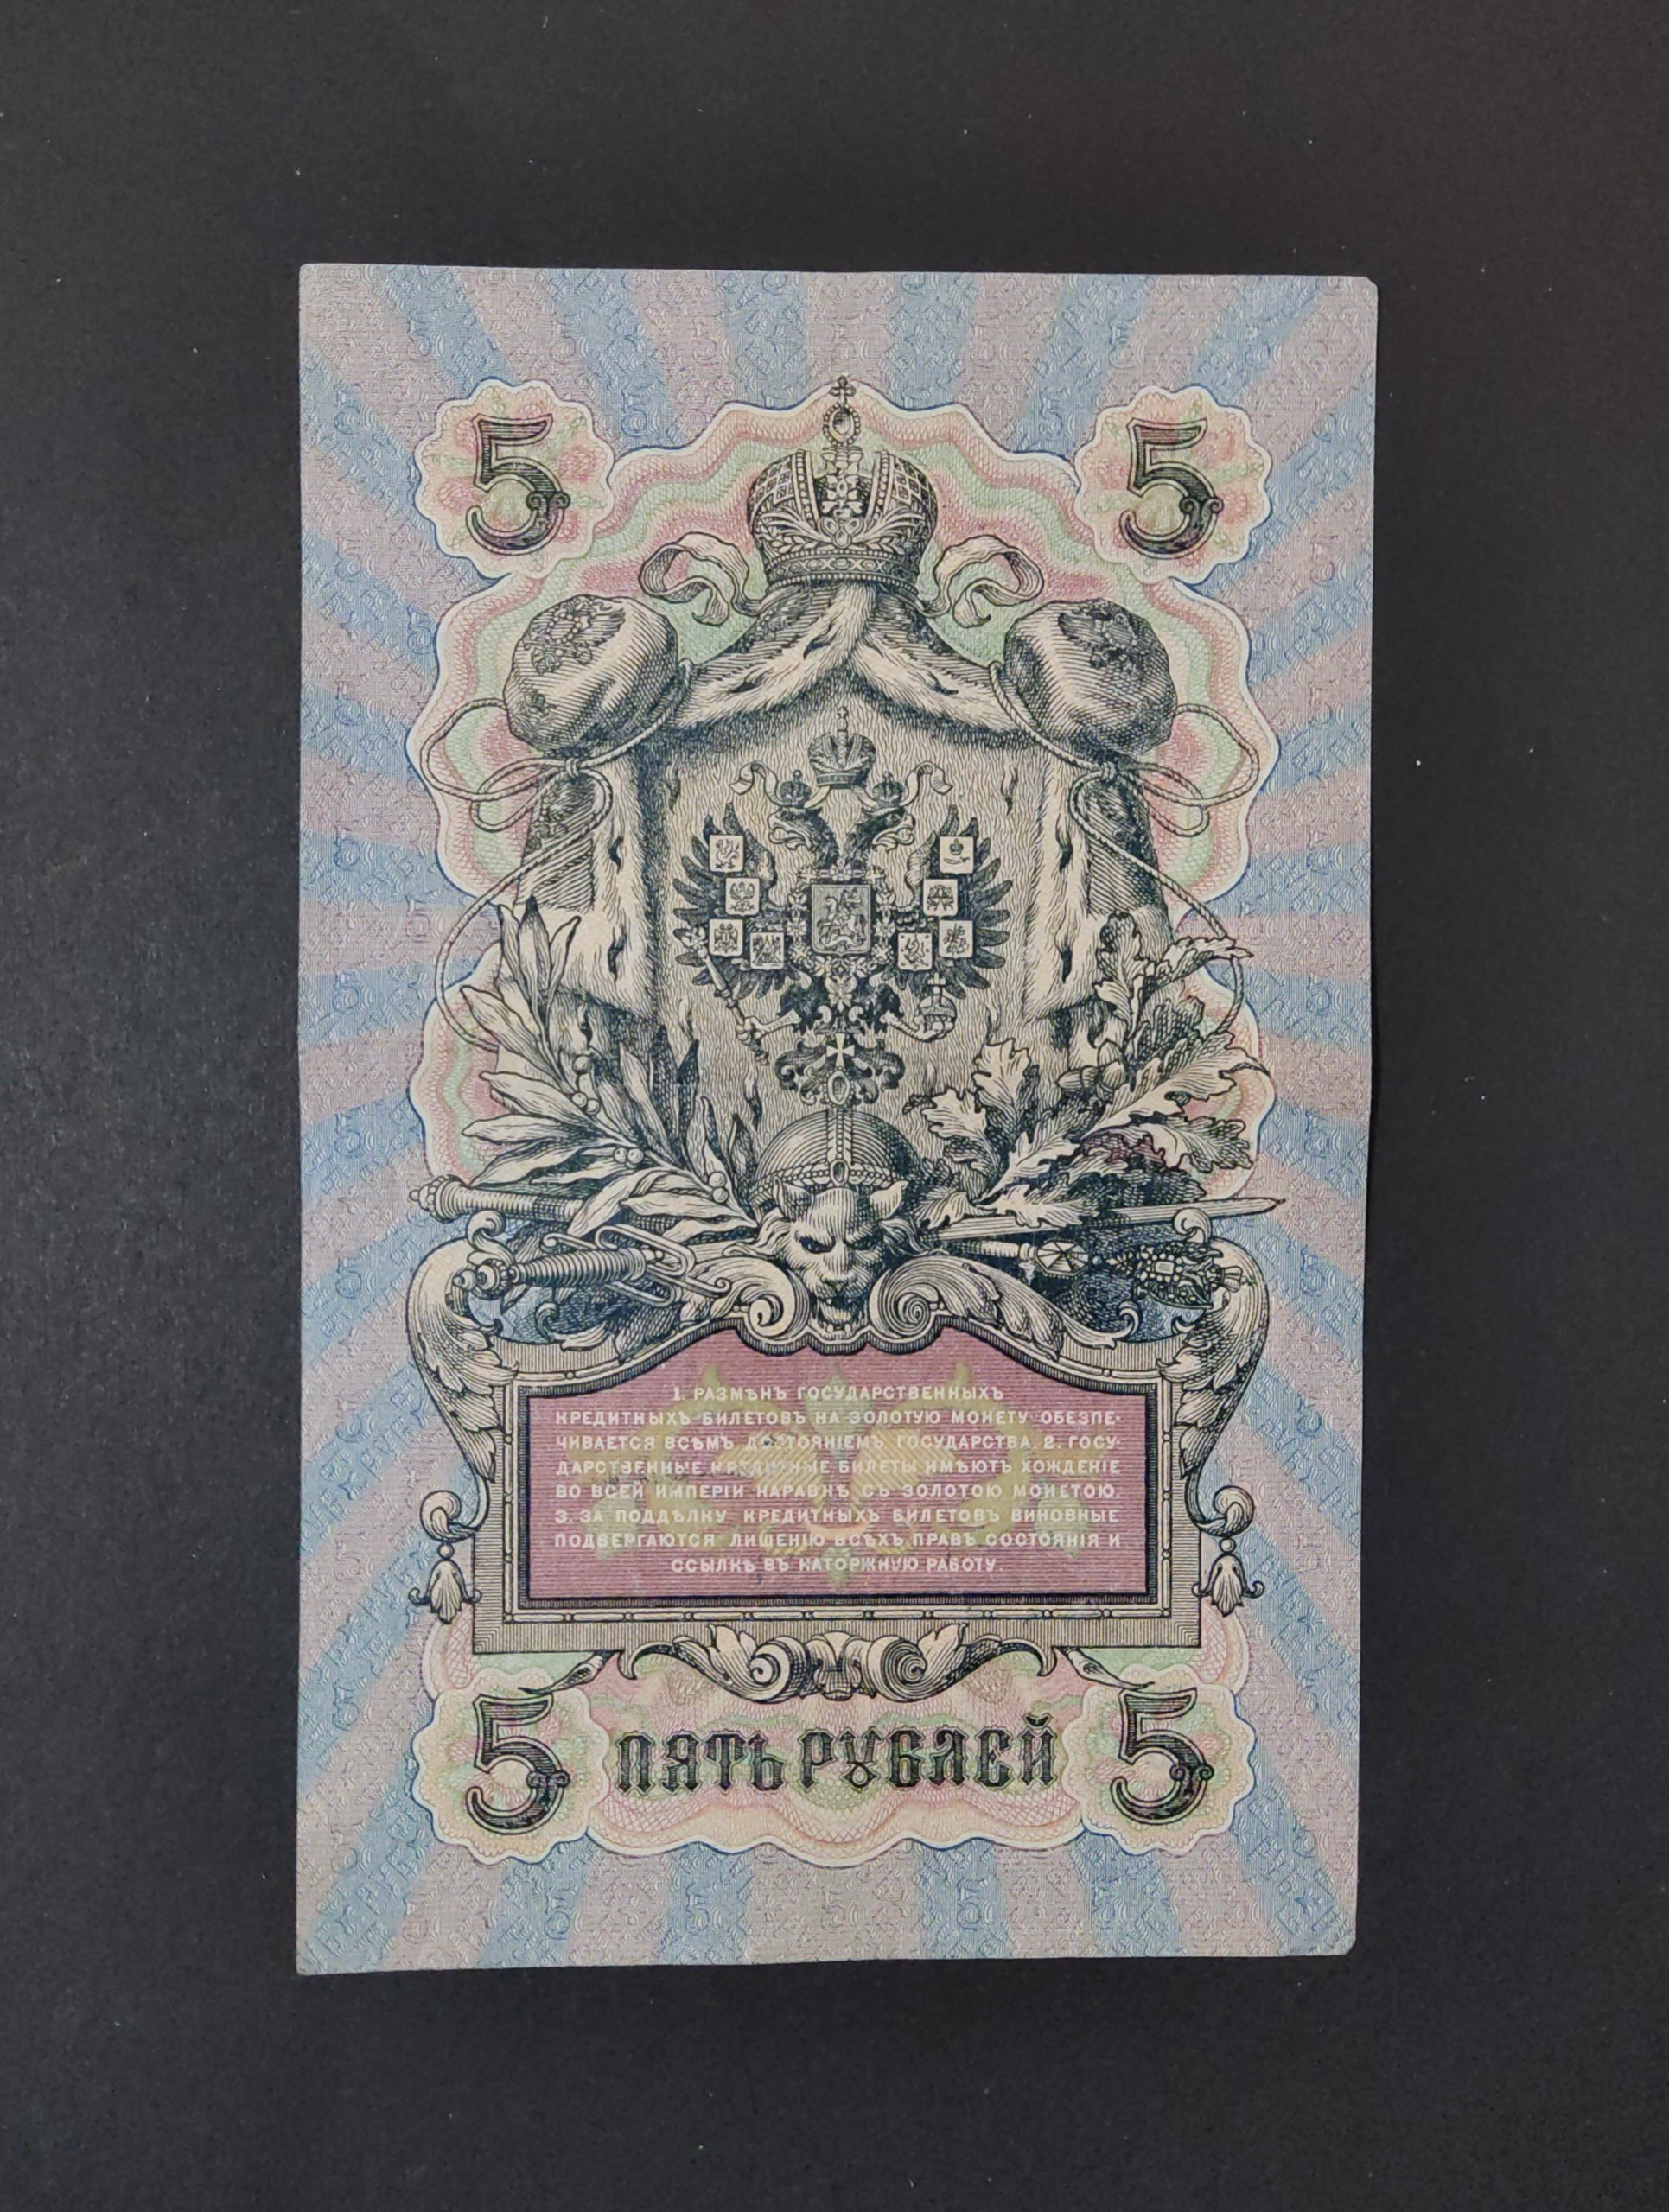 5 5
1. РАЗМѢНЪ ГОСУДАРСТВЕННЫХЪ
КРЕДИТНЫХЪ БИЛЕТОВЪ НА ЗОЛОТУЮ МОНЕТУ ОБЕЗПЕ-
ЧИВАЕТСЯ ВСѢМЪ ДОСТОЯНІЕМЪ ГОСУДАРСТВА. 2. ГОСУ-
ДАРСТВЕННЫЕ КРЕДИТНЫЕ БИЛЕТЫ ИМѢЮТЪ ХОЖДЕНІЕ
ВО ВСЕЙ ИМПЕРІИ НАРАВНѢ СЪ ЗОЛОТОЮ МОНЕТОЮ.
3. ЗА ПОДДѢЛКУ КРЕДИТНЫХЪ БИЛЕТОВЪ ВИНОВНЫЕ
ПОДВЕРГАЮТСЯ ЛИШЕНІЮ ВСѢХЪ ПРАВЪ СОСТОЯНІЯ И
ССЫЛКѢ ВЪ КАТОРЖНУЮ РАБОТУ.
5 ПЯТЬ РУБЛЕЙ 5